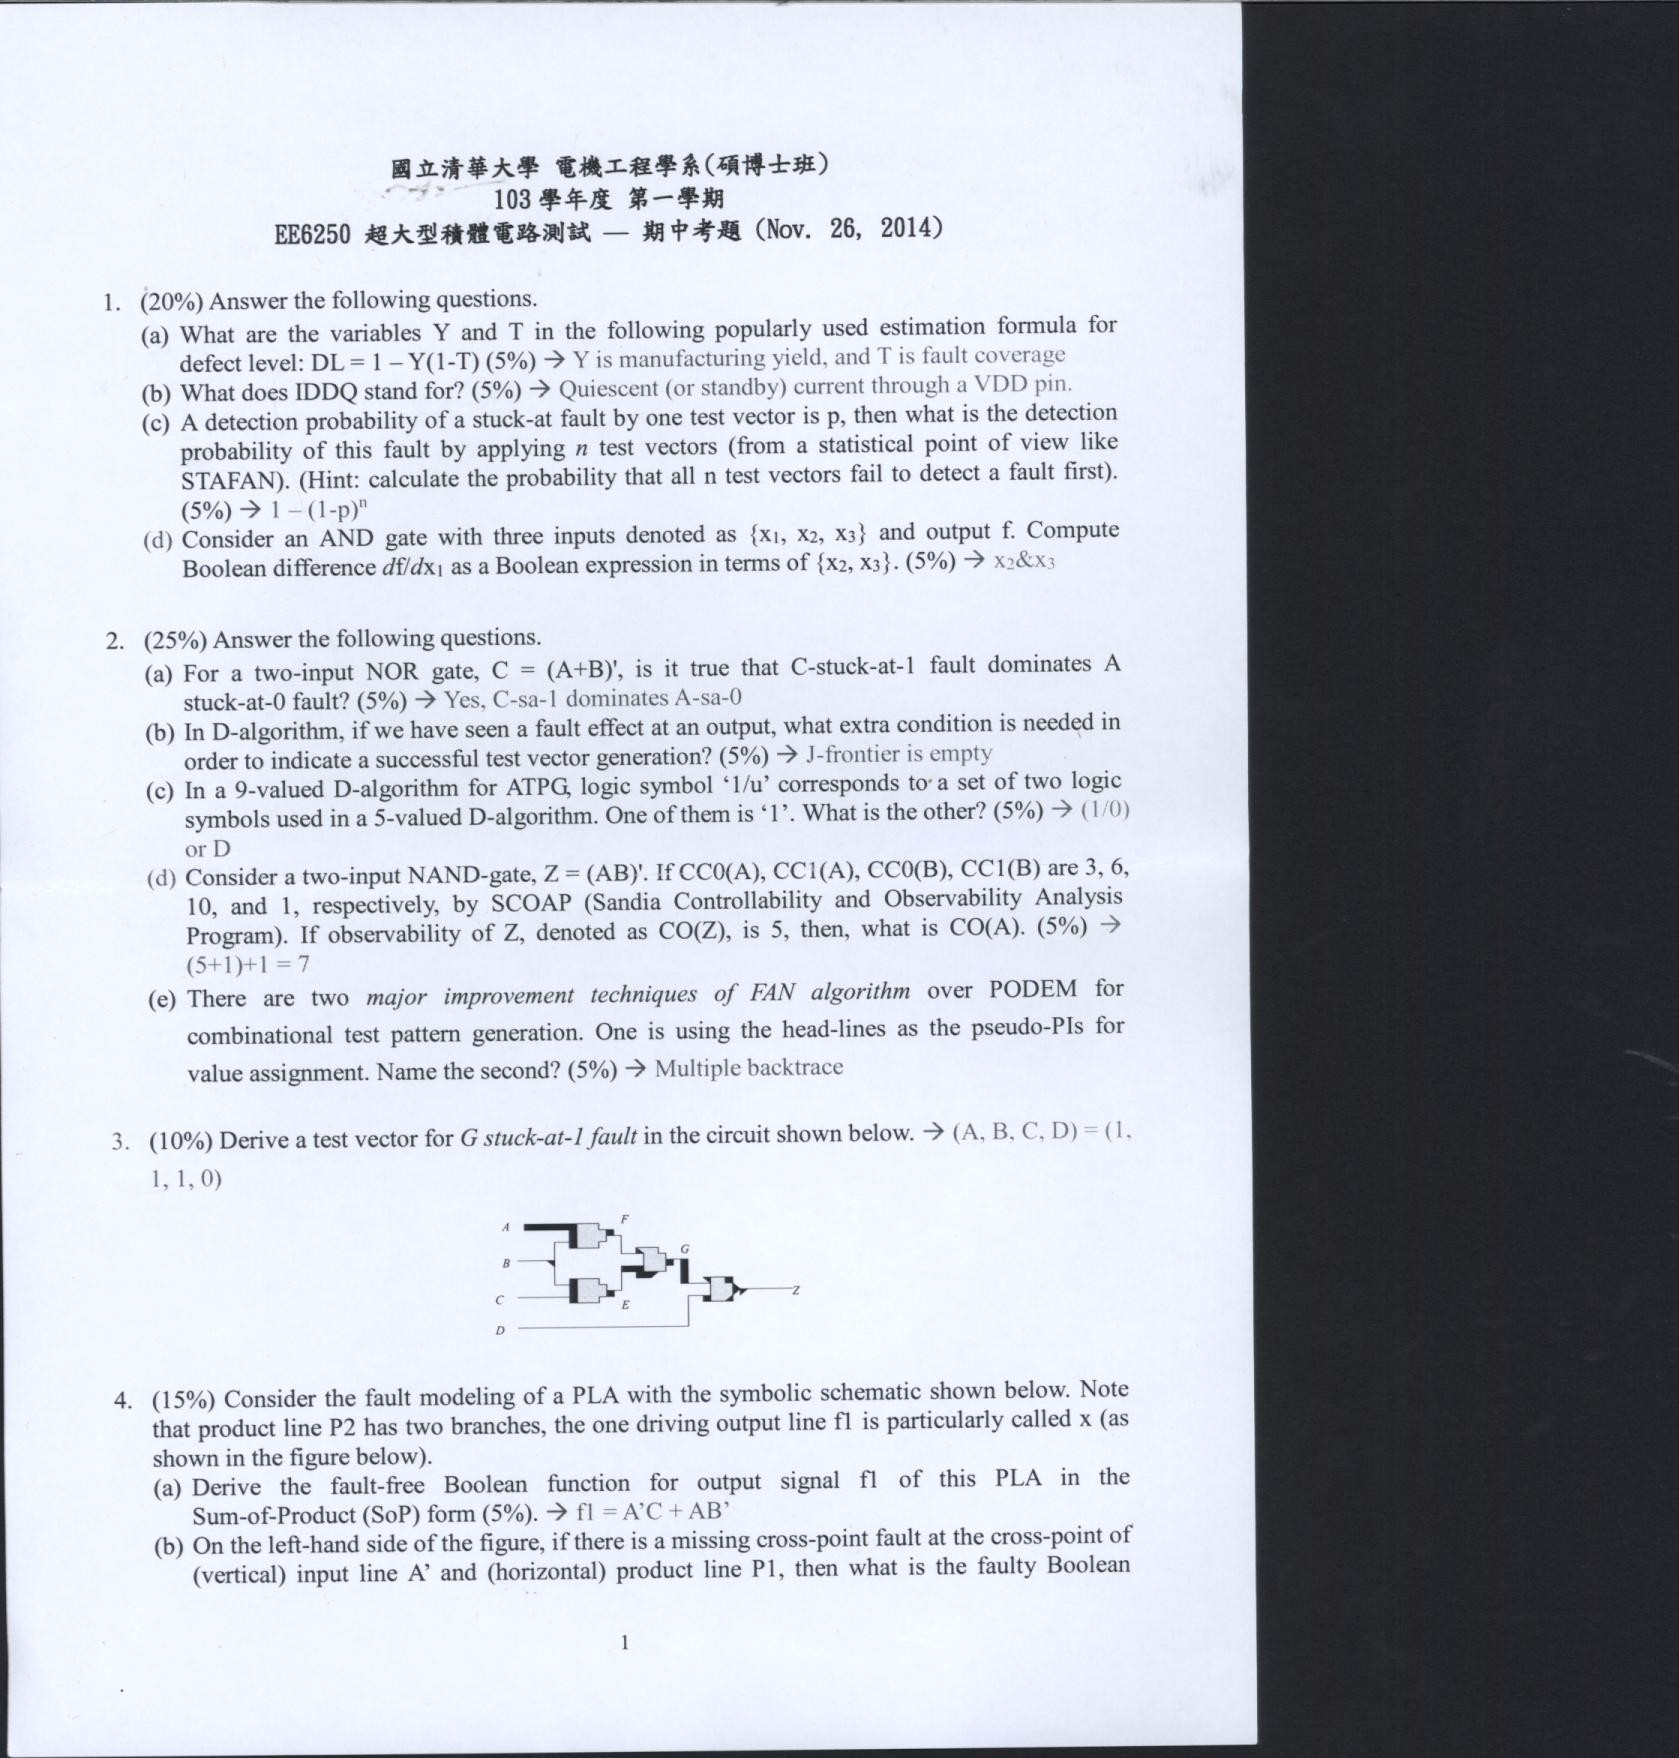 國立清華大學 電機工程學系(碩博士班)
103 學年度 第一學期
EE6250 超大型積體電路測試 — 期中考題 (Nov. 26, 2014)
1. (20%) Answer the following questions.
(a) What are the variables Y and T in the following popularly used estimation formula for
defect level: DL = 1 – Y(1-T) (5%) → Y is manufacturing yield, and T is fault coverage
(b) What does IDDQ stand for? (5%) → Quiescent (or standby) current through a VDD pin.
(c) A detection probability of a stuck-at fault by one test vector is p, then what is the detection
probability of this fault by applying n test vectors (from a statistical point of view like
STAFAN). (Hint: calculate the probability that all n test vectors fail to detect a fault first).
(5%) → 1 – (1-p)ⁿ
(d) Consider an AND gate with three inputs denoted as {x₁, x₂, x₃} and output f. Compute
Boolean difference df/dx₁ as a Boolean expression in terms of {x₂, x₃}. (5%) → x₂&x₃
2. (25%) Answer the following questions.
(a) For a two-input NOR gate, C = (A+B)', is it true that C-stuck-at-1 fault dominates A
stuck-at-0 fault? (5%) → Yes, C-sa-1 dominates A-sa-0
(b) In D-algorithm, if we have seen a fault effect at an output, what extra condition is needed in
order to indicate a successful test vector generation? (5%) → J-frontier is empty
(c) In a 9-valued D-algorithm for ATPG, logic symbol ‘1/u’ corresponds to a set of two logic
symbols used in a 5-valued D-algorithm. One of them is ‘1’. What is the other? (5%) → (1/0)
or D
(d) Consider a two-input NAND-gate, Z = (AB)'. If CC0(A), CC1(A), CC0(B), CC1(B) are 3, 6,
10, and 1, respectively, by SCOAP (Sandia Controllability and Observability Analysis
Program). If observability of Z, denoted as CO(Z), is 5, then, what is CO(A). (5%) →
(5+1)+1 = 7
(e) There are two major improvement techniques of FAN algorithm over PODEM for
combinational test pattern generation. One is using the head-lines as the pseudo-PIs for
value assignment. Name the second? (5%) → Multiple backtrace
3. (10%) Derive a test vector for G stuck-at-1 fault in the circuit shown below. → (A, B, C, D) = (1,
1, 1, 0)
A
F
B
G
C
E
Z
D
4. (15%) Consider the fault modeling of a PLA with the symbolic schematic shown below. Note
that product line P2 has two branches, the one driving output line f1 is particularly called x (as
shown in the figure below).
(a) Derive the fault-free Boolean function for output signal f1 of this PLA in the
Sum-of-Product (SoP) form (5%). → f1 = A’C + AB’
(b) On the left-hand side of the figure, if there is a missing cross-point fault at the cross-point of
(vertical) input line A’ and (horizontal) product line P1, then what is the faulty Boolean
1